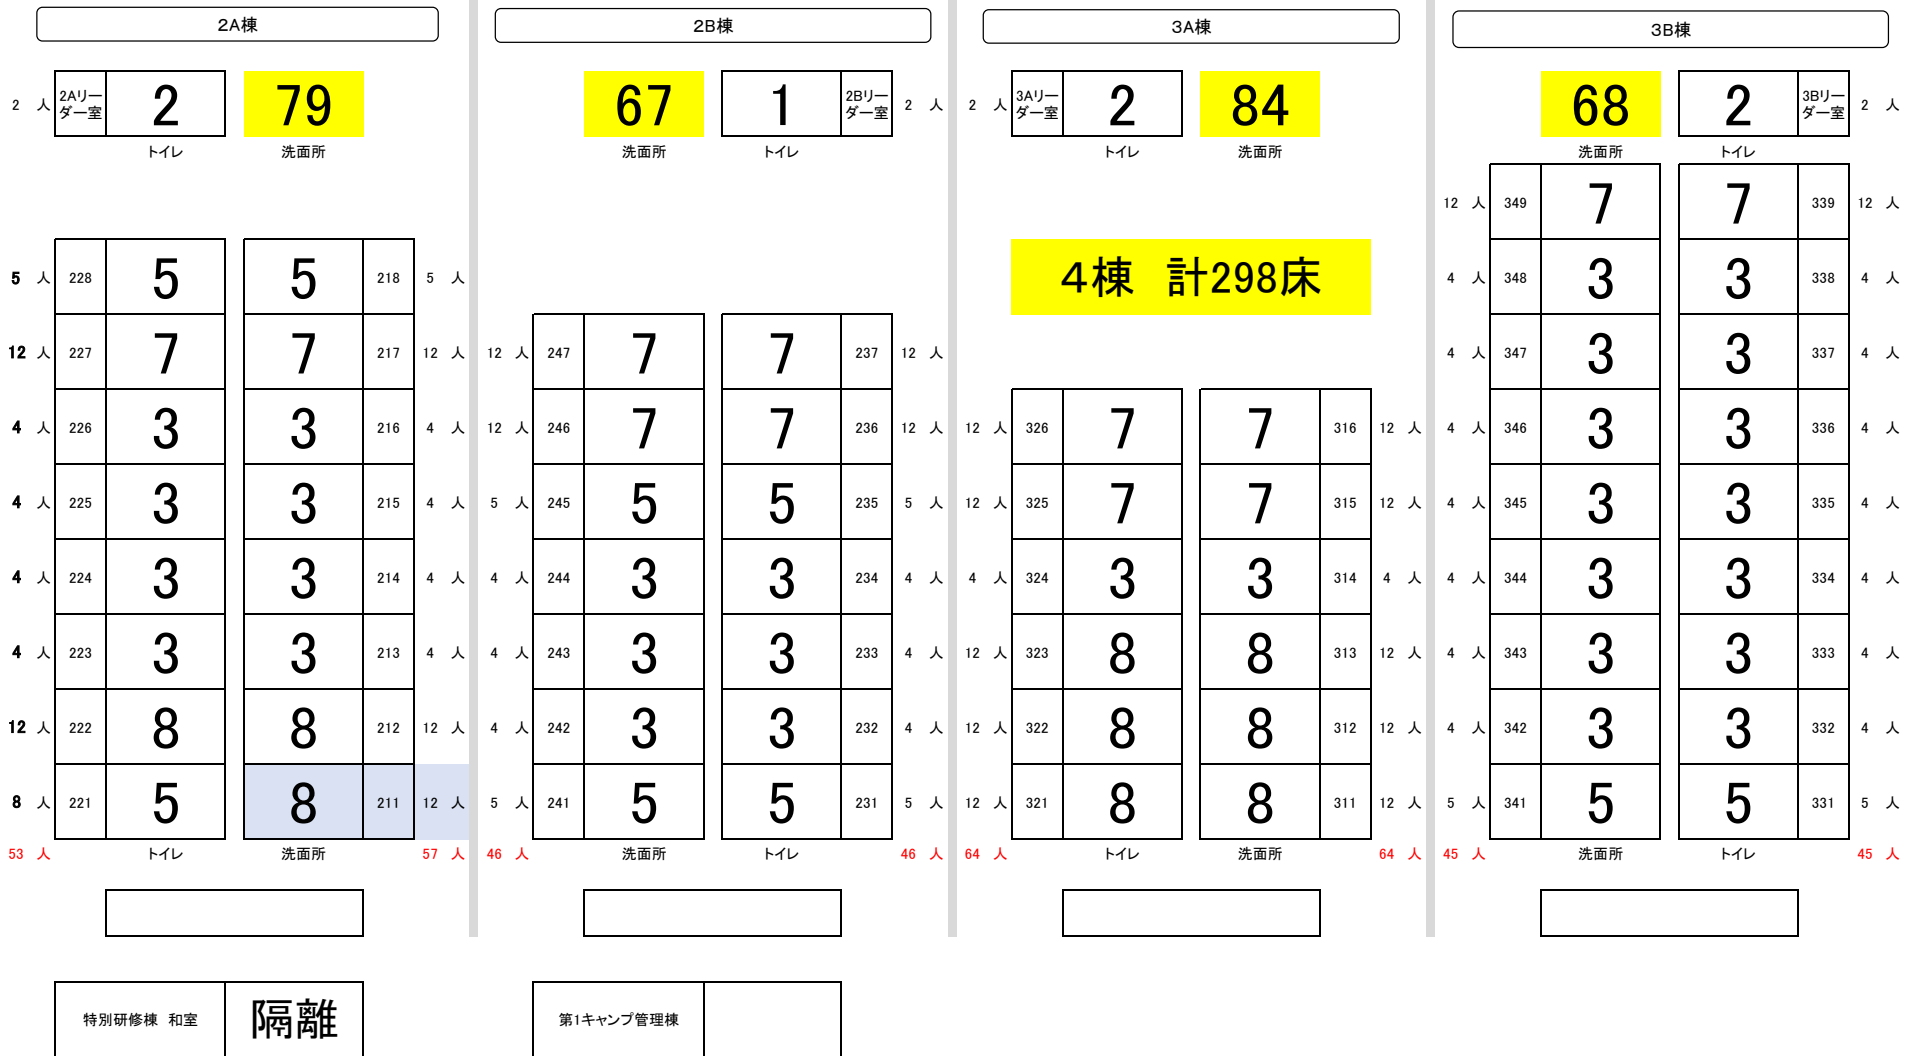 2A棟 2B棟 3A棟 3B棟
2 人 2Aリー 2 79 67 1 2Bリー 2 人 2 人 3Aリー 2 84 68 2 3Bリー 2 人
ダー室 ダー室 ダー室 ダー室
トイレ 洗面所 洗面所 トイレ トイレ 洗面所 洗面所 トイレ
12 人 349 7 7 339 12 人
5 人 228 5 5 218 5 人 4棟 計298床 4 人 348 3 3 338 4 人
12 人 227 7 7 217 12 人 12 人 247 7 7 237 12 人 4 人 347 3 3 337 4 人
4 人 226 3 3 216 4 人 12 人 246 7 7 236 12 人 12 人 326 7 7 316 12 人 4 人 346 3 3 336 4 人
4 人 225 3 3 215 4 人 5 人 245 5 5 235 5 人 12 人 325 7 7 315 12 人 4 人 345 3 3 335 4 人
4 人 224 3 3 214 4 人 4 人 244 3 3 234 4 人 4 人 324 3 3 314 4 人 4 人 344 3 3 334 4 人
4 人 223 3 3 213 4 人 4 人 243 3 3 233 4 人 12 人 323 8 8 313 12 人 4 人 343 3 3 333 4 人
12 人 222 8 8 212 12 人 4 人 242 3 3 232 4 人 12 人 322 8 8 312 12 人 4 人 342 3 3 332 4 人
8 人 221 5 8 211 12 人 5 人 241 5 5 231 5 人 12 人 321 8 8 311 12 人 5 人 341 5 5 331 5 人
53 人 トイレ 洗面所 57 人 46 人 洗面所 トイレ 46 人 64 人 トイレ 洗面所 64 人 45 人 洗面所 トイレ 45 人
特別研修棟 和室 隔離 第1キャンプ管理棟